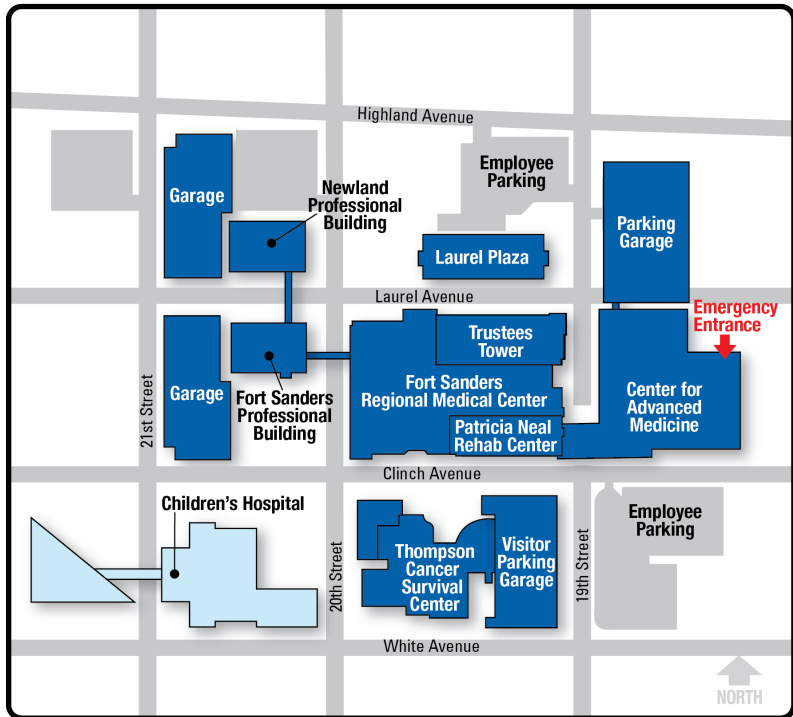 Highland Avenue
Employee
Parking
Newland
Professional
Building
Garage
Parking
Garage
Laurel Plaza
Laurel Avenue
Emergency
Entrance
Trustees
Tower
Fort Sanders
Regional Medical Center
Garage
Fort Sanders
Professional
Building
Center for
Advanced
Medicine
Patricia Neal
Rehab Center
21st Street
Clinch Avenue
Children's Hospital
Employee
Parking
Visitor
Parking
Garage
Thompson
Cancer
Survival
Center
20th Street
19th Street
White Avenue
NORTH